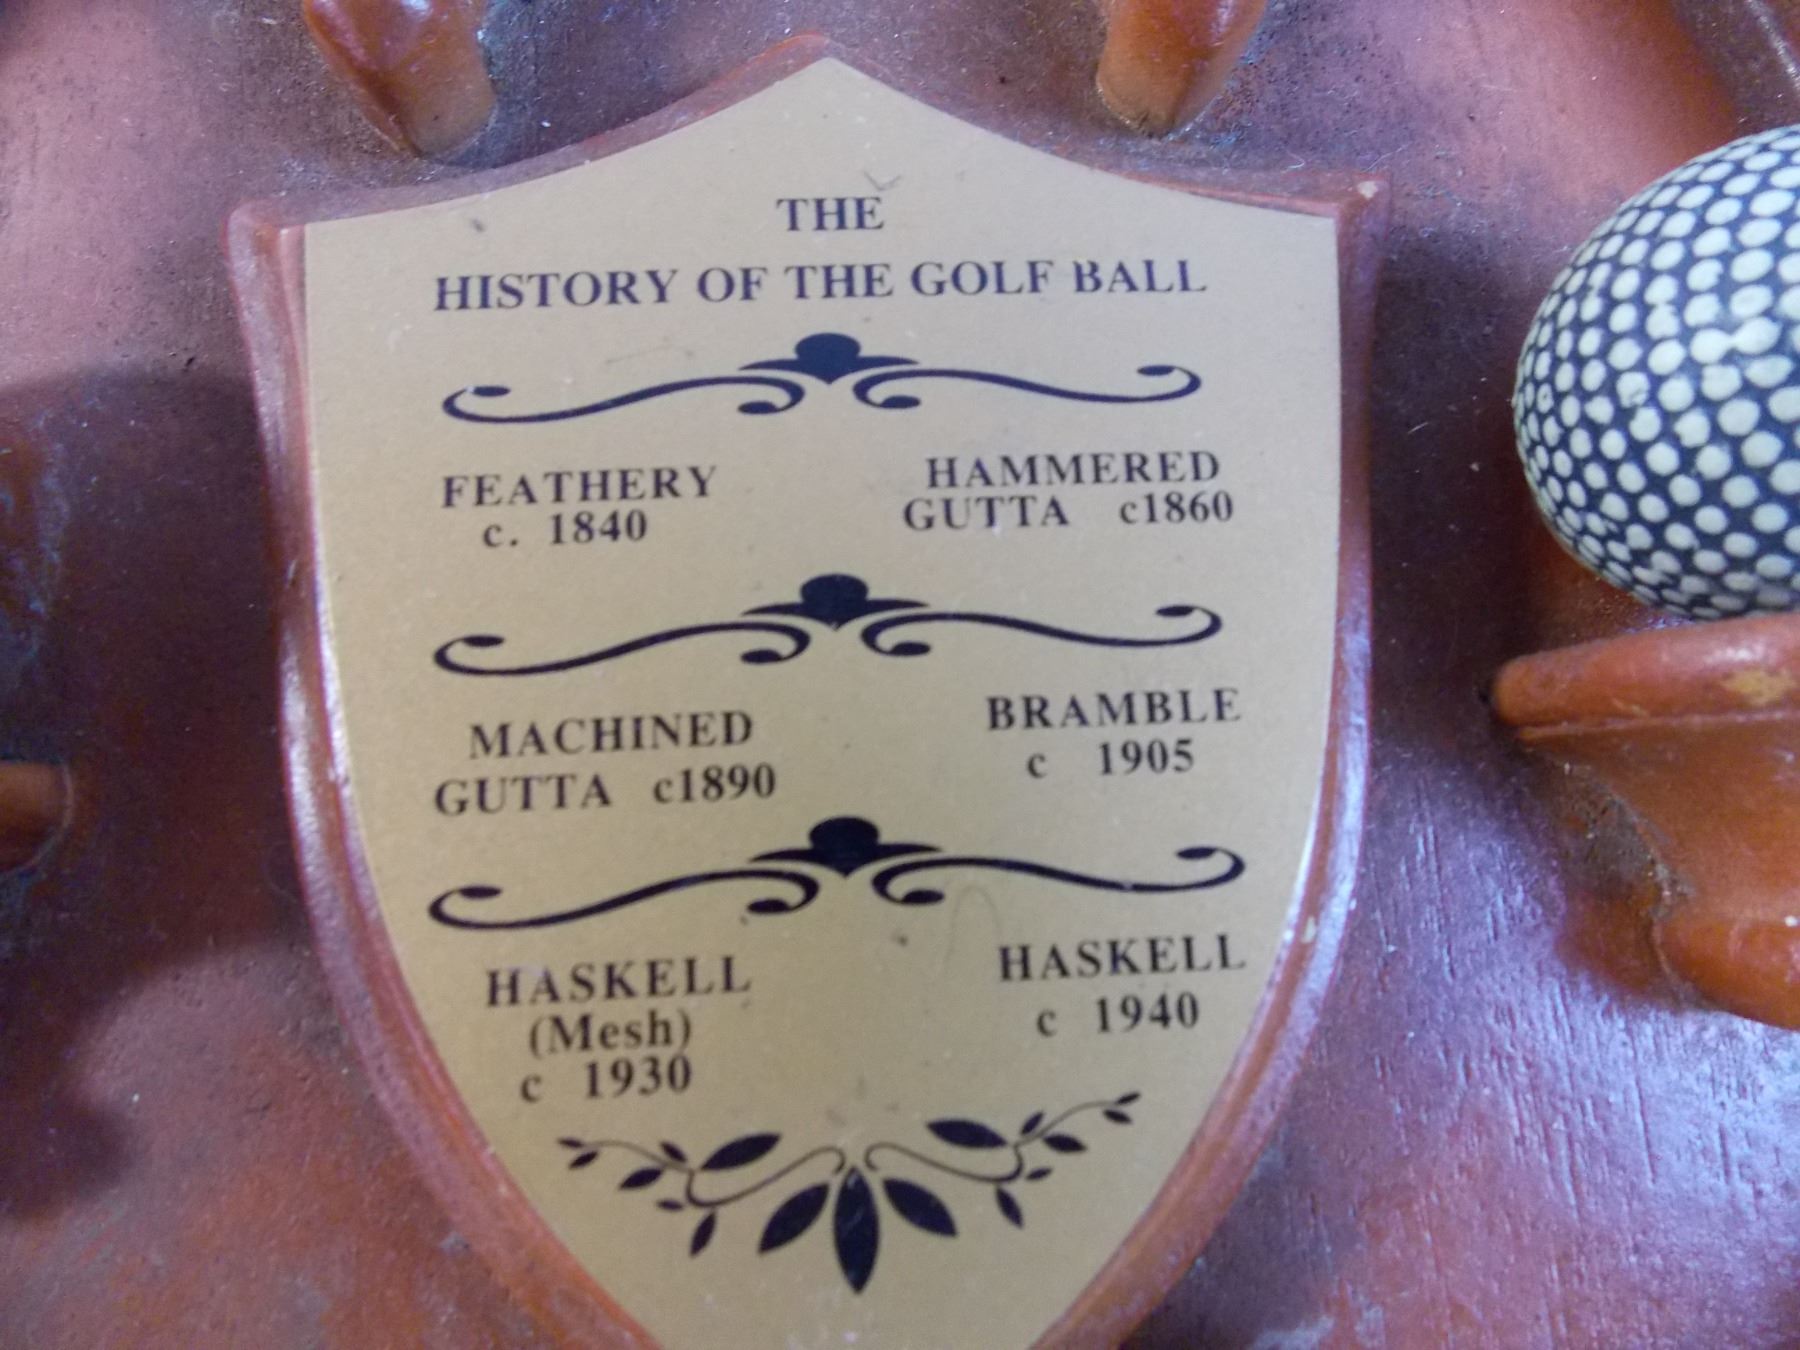 THE
HISTORY OF THE GOLF BALL
FEATHERY
c. 1840
HAMMERED
GUTTA c1860
MACHINED
GUTTA c1890
BRAMBLE
c 1905
HASKELL
(Mesh)
c 1930
HASKELL
c 1940